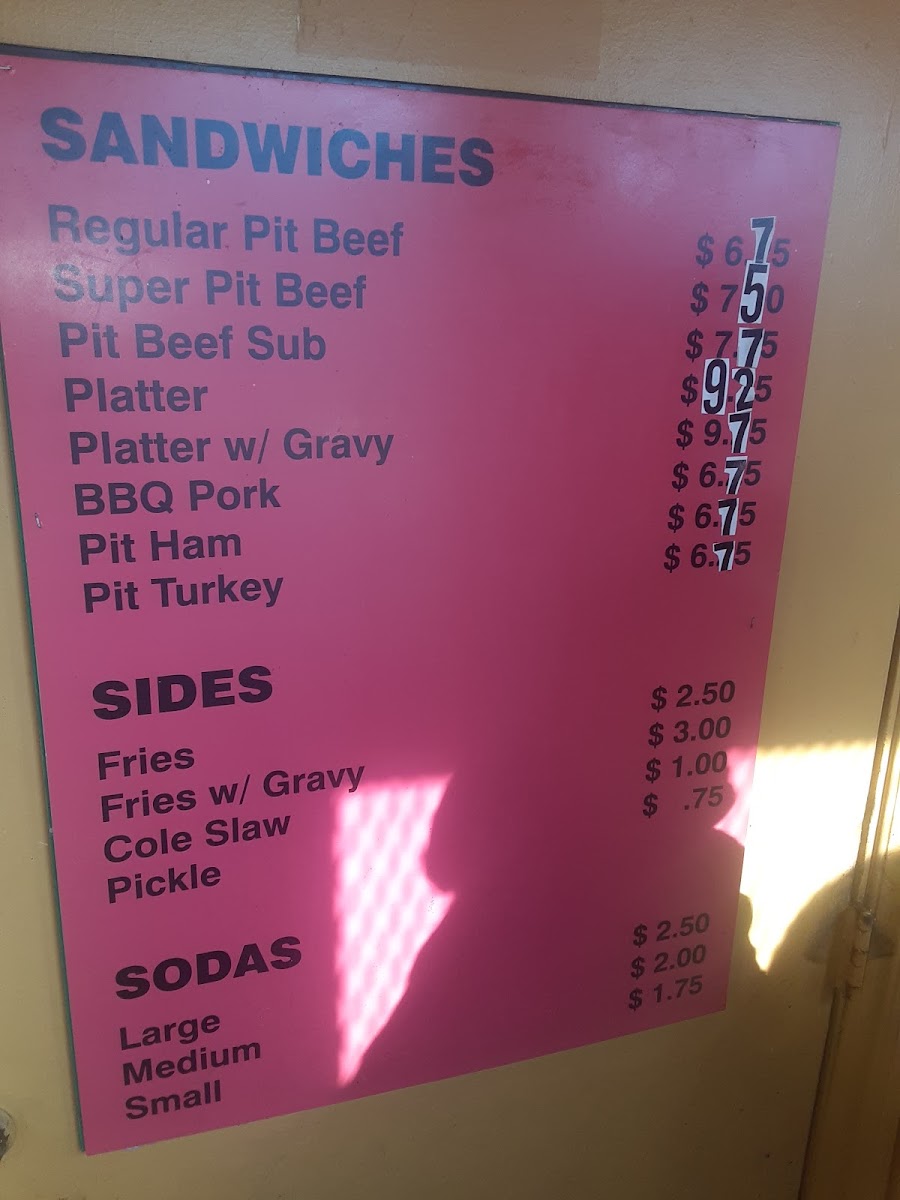 SANDWICHES
Regular Pit Beef $ 6.75
Super Pit Beef $ 7.50
Pit Beef Sub $ 7.75
Platter $ 9.25
Platter w/ Gravy $ 9.75
BBQ Pork $ 6.75
Pit Ham $ 6.75
Pit Turkey $ 6.75
SIDES
Fries $ 2.50
Fries w/ Gravy $ 3.00
Cole Slaw $ 1.00
Pickle $ .75
SODAS
Large $ 2.50
Medium $ 2.00
Small $ 1.75